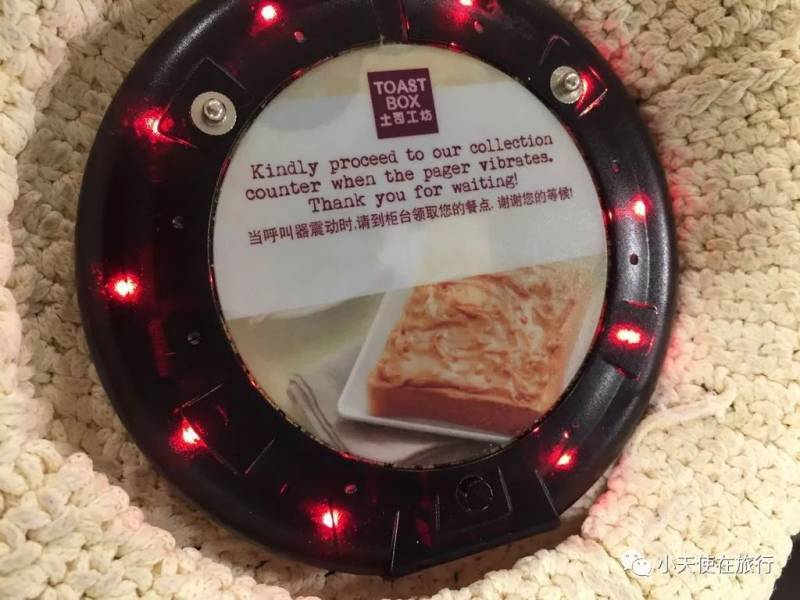 TOAST
BOX
土司工坊
Kindly proceed to our collection
counter when the pager vibrates.
Thank you for waiting!
当呼叫器震动时,请到柜台领取您的餐点, 谢谢您的等候!
小天使在旅行